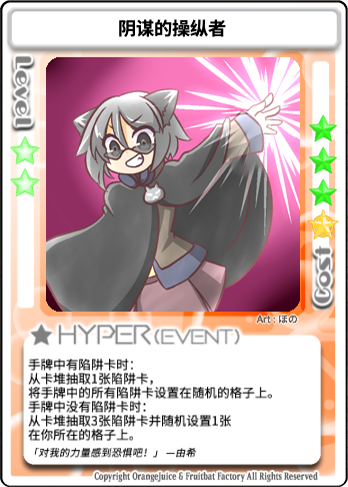 阴谋的操纵者
Level
Cost
Art : ほの
HYPER(EVENT)
手牌中有陷阱卡时：
从卡堆抽取1张陷阱卡，
将手牌中的所有陷阱卡设置在随机的格子上。
手牌中没有陷阱卡时：
从卡堆抽取3张陷阱卡并随机设置1张
在你所在的格子上。
「对我的力量感到恐惧吧！」 —由希
Copyright OrangeJuice & Fruitbat Factory All Rights Reserved